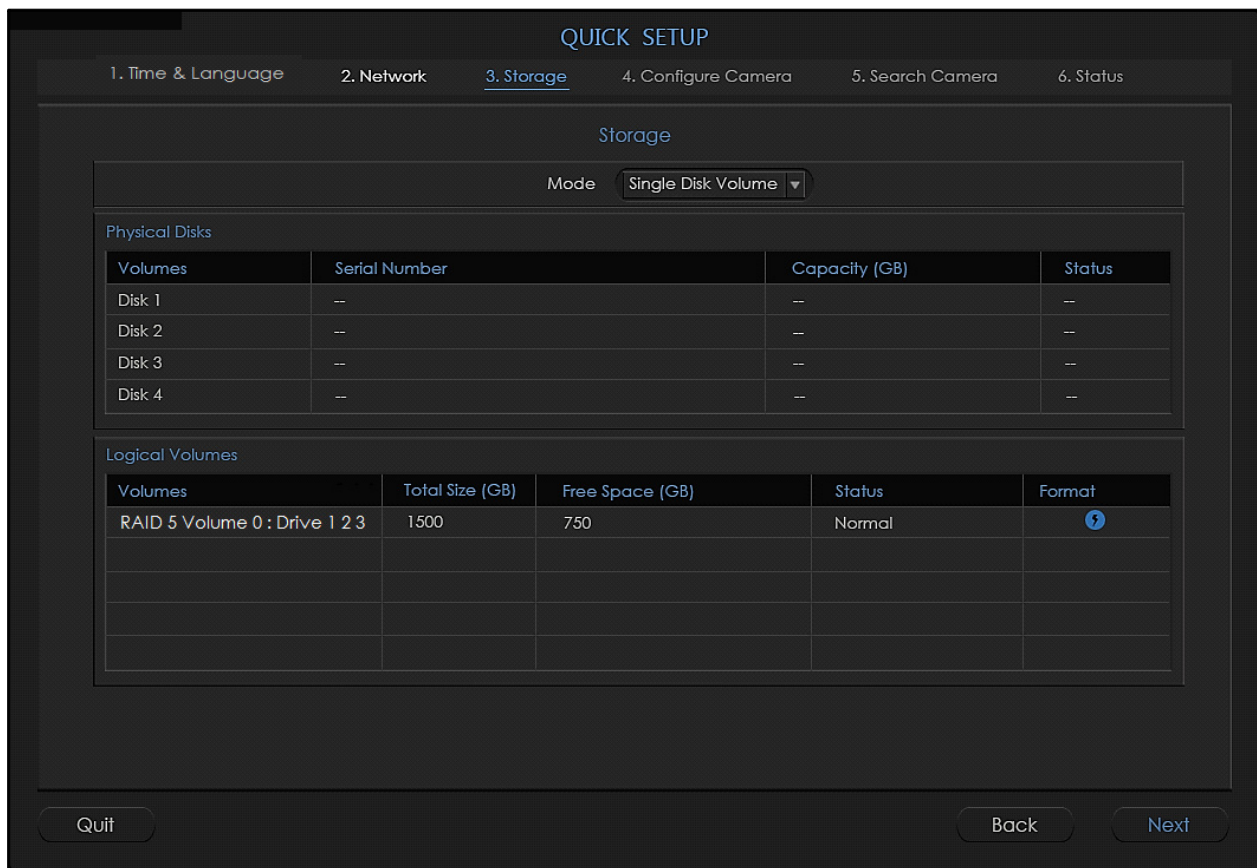 QUICK SETUP
1. Time & Language 2. Network 3. Storage 4. Configure Camera 5. Search Camera 6. Status
Storage
Mode Single Disk Volume
Physical Disks
Volumes Serial Number Capacity (GB) Status
Disk 1 -- -- --
Disk 2 -- -- --
Disk 3 -- -- --
Disk 4 -- -- --
Logical Volumes
Volumes Total Size (GB) Free Space (GB) Status Format
RAID 5 Volume 0 : Drive 1 2 3 1500 750 Normal
Quit Back Next